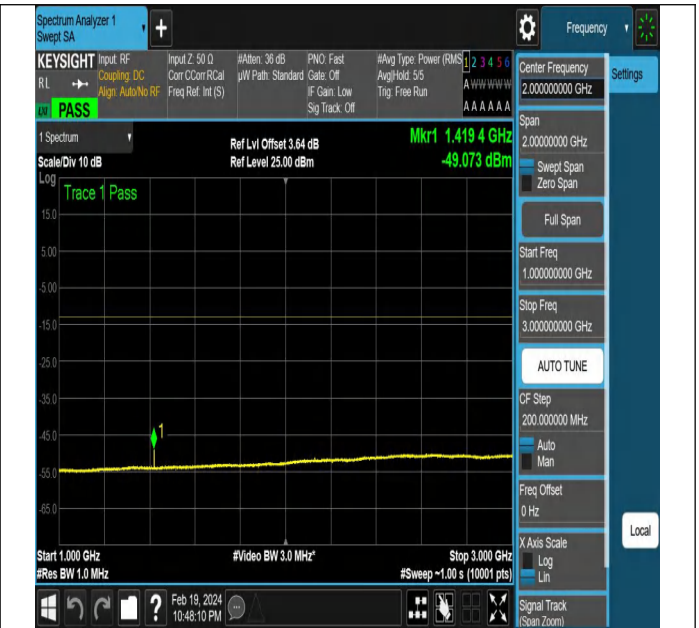 Spectrum Analyzer 1
Swept SA
+
Frequency
KEYSIGHT
RL
LXI
PASS
Input: RF
Coupling: DC
Align: Auto/No RF
Input Z: 50 Ω
Corr CCorr RCal
Freq Ref: Int (S)
#Atten: 36 dB
µW Path: Standard
PNO: Fast
Gate: Off
IF Gain: Low
Sig Track: Off
#Avg Type: Power (RMS
Avg|Hold: 5/5
Trig: Free Run
1 2 3 4 5 6
A W W W W W
A A A A A A
1 Spectrum
Scale/Div 10 dB
Ref Lvl Offset 3.64 dB
Ref Level 25.00 dBm
Mkr1 1.419 4 GHz
-49.073 dBm
Log
Trace 1 Pass
15.0
5.00
-5.00
-15.0
-25.0
-35.0
-45.0
-55.0
-65.0
1
Start 1.000 GHz
#Res BW 1.0 MHz
#Video BW 3.0 MHz*
Stop 3.000 GHz
#Sweep ~1.00 s (10001 pts)
?
Feb 19, 2024
10:48:10 PM
Center Frequency
2.000000000 GHz
Settings
Span
2.00000000 GHz
Swept Span
Zero Span
Full Span
Start Freq
1.000000000 GHz
Stop Freq
3.000000000 GHz
AUTO TUNE
CF Step
200.000000 MHz
Auto
Man
Freq Offset
0 Hz
Local
X Axis Scale
Log
Lin
Signal Track
(Span Zoom)